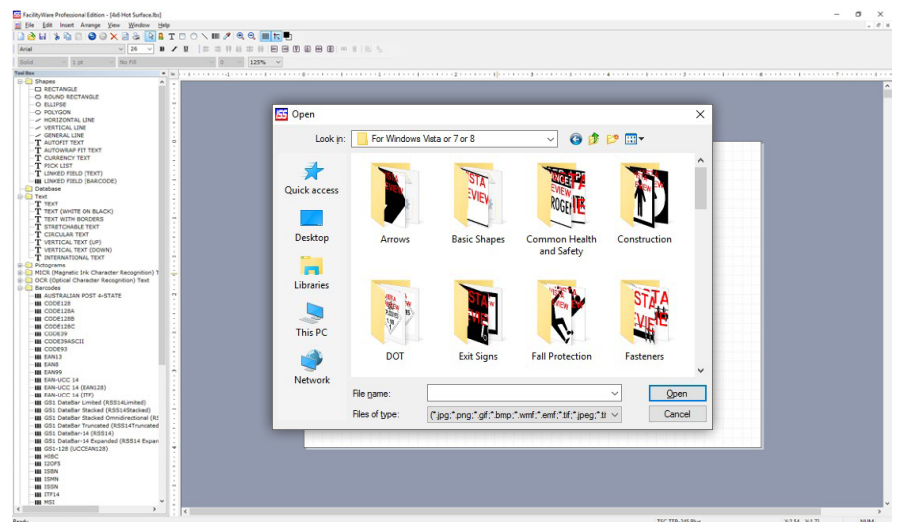 FacilityWare Professional Edition - [4x6 Hot Surface.lbs]
File Edit Insert Arrange View Window Help
Arial
26
Solid
1 pt
No Fill
0
125%
Tool Box
Shapes
RECTANGLE
ROUND RECTANGLE
ELLIPSE
POLYGON
HORIZONTAL LINE
VERTICAL LINE
GENERAL LINE
AUTOFIT TEXT
AUTOWRAP FIT TEXT
CURRENCY TEXT
PICK LIST
LINKED FIELD (TEXT)
LINKED FIELD (BARCODE)
Database
Text
TEXT
TEXT (WHITE ON BLACK)
TEXT WITH BORDERS
STRETCHABLE TEXT
CIRCULAR TEXT
VERTICAL TEXT (UP)
VERTICAL TEXT (DOWN)
INTERNATIONAL TEXT
Pictograms
MICR (Magnetic Ink Character Recognition) T
OCR (Optical Character Recognition) Text
Barcodes
AUSTRALIAN POST 4-STATE
CODE128
CODE128A
CODE128B
CODE128C
CODE39
CODE39ASCII
CODE93
EAN13
EAN8
EAN99
EAN-UCC 14
EAN-UCC 14 (EAN128)
EAN-UCC 14 (ITF)
GS1 DataBar Limited (RSS14Limited)
GS1 DataBar Stacked (RSS14Stacked)
GS1 DataBar Stacked Omnidirectional (RS
GS1 DataBar Truncated (RSS14Truncated
GS1 DataBar-14 (RSS14)
GS1 DataBar-14 Expanded (RSS14 Expan
GS1-128 (UCCEAN128)
HIBC
I2OF5
ISBN
ISMN
ISSN
ITF14
MSI
Open
Look in:
For Windows Vista or 7 or 8
Quick access
Desktop
Libraries
This PC
Network
Arrows
Basic Shapes
Common Health
and Safety
Construction
DOT
Exit Signs
Fall Protection
Fasteners
File name:
Open
Files of type:
(*.jpg;*.png;*.gif;*.bmp;*.wmf;*.emf;*.tif;*.jpeg;*.ti
Cancel
Ready
NUM